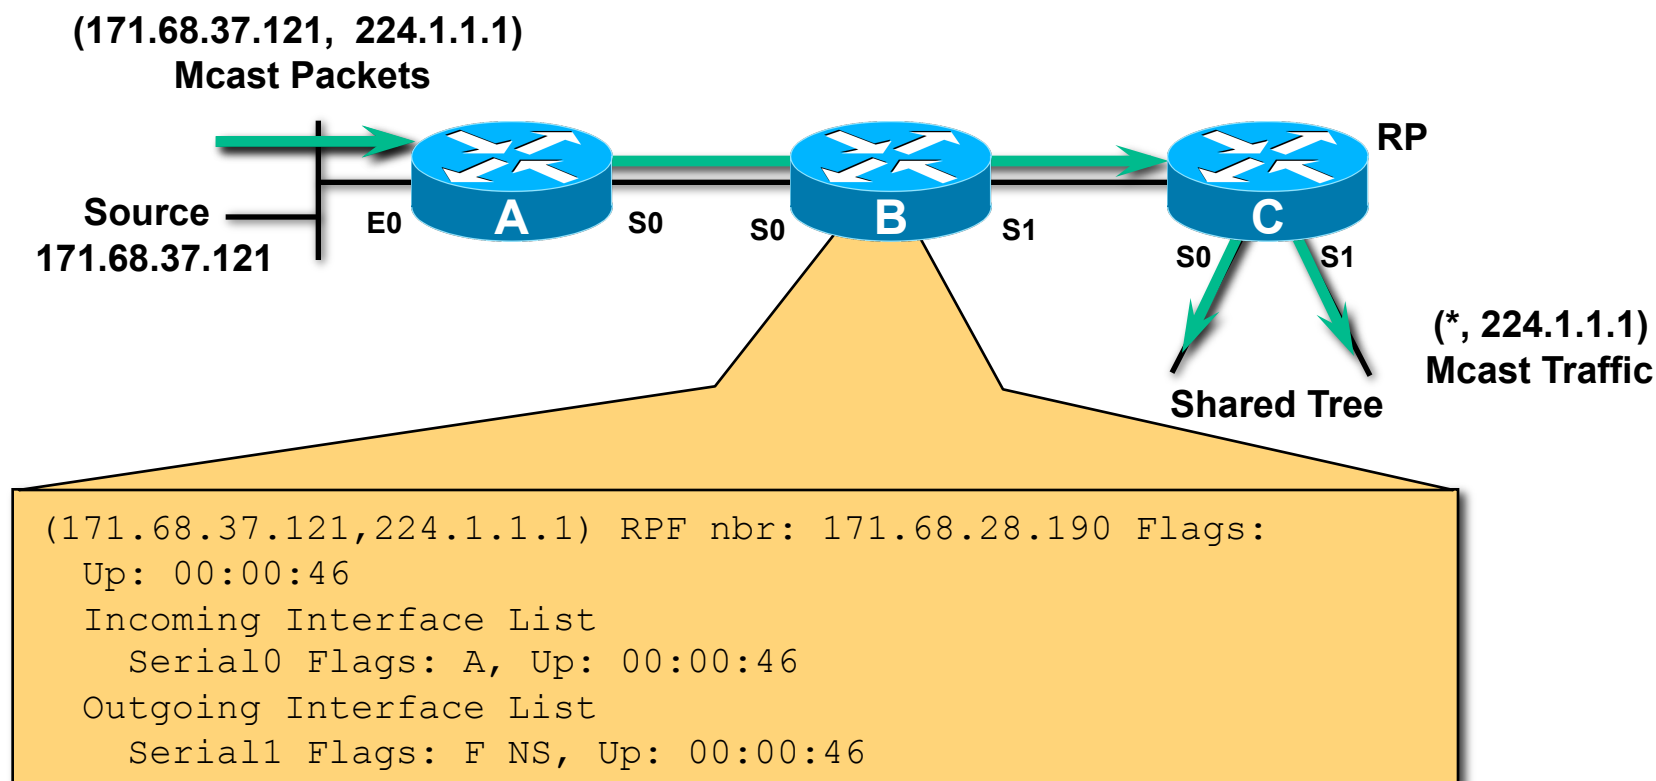 (171.68.37.121, 224.1.1.1)
Mcast Packets
RP
Source
171.68.37.121
E0
A
S0
S0
B
S1
C
S0
S1
(*, 224.1.1.1)
Mcast Traffic
Shared Tree
(171.68.37.121,224.1.1.1) RPF nbr: 171.68.28.190 Flags:
Up: 00:00:46
Incoming Interface List
Serial0 Flags: A, Up: 00:00:46
Outgoing Interface List
Serial1 Flags: F NS, Up: 00:00:46